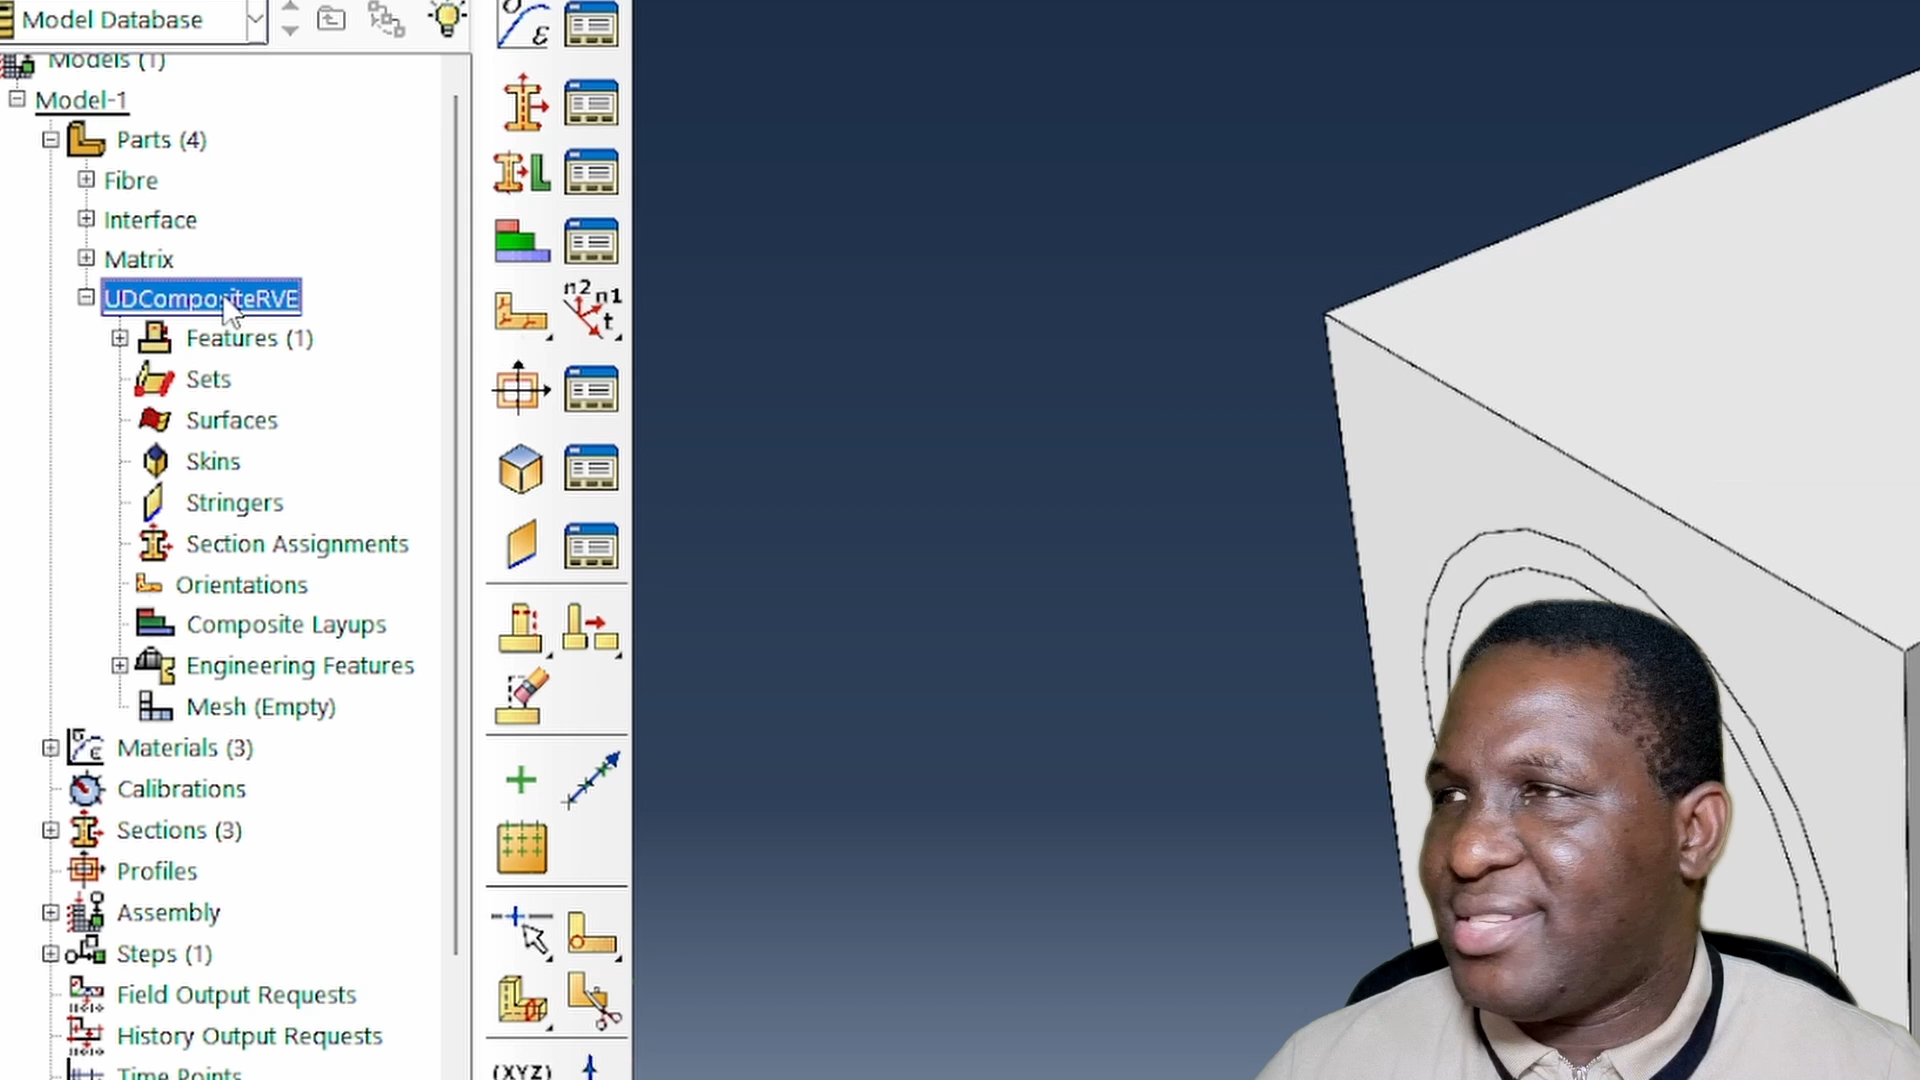 Model Database
Models (1)
Model-1
Parts (4)
Fibre
Interface
Matrix
UDCompositeRVE
Features (1)
Sets
Surfaces
Skins
Stringers
Section Assignments
Orientations
Composite Layups
Engineering Features
Mesh (Empty)
Materials (3)
Calibrations
Sections (3)
Profiles
Assembly
Steps (1)
Field Output Requests
History Output Requests
Time Points
σ
ε
n2
n1
t
(XYZ)